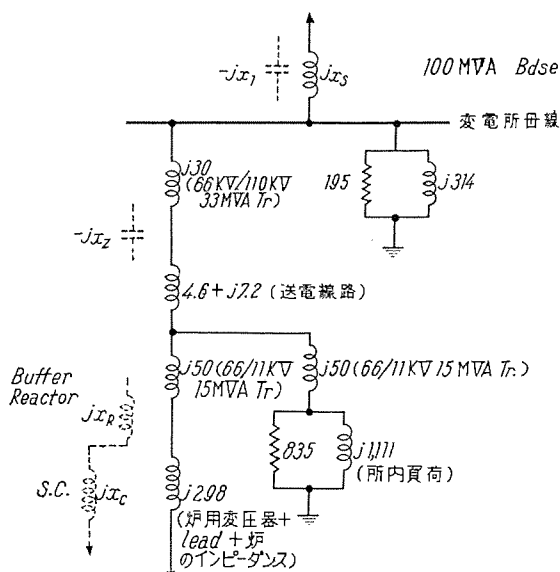 -jx1
jxs
100 MVA Bdse
変電所母線
j30
(66KV/110KV
33MVA Tr)
195
j314
-jx2
4.6+j7.2 (送電線路)
j50(66/11KV
15MVA Tr)
j50(66/11KV 15MVA Tr.)
Buffer
Reactor
jxR
835
j1,111
(所内負荷)
S.C.
jxc
j298
(炉用変圧器+
lead+炉
のインピーダンス)